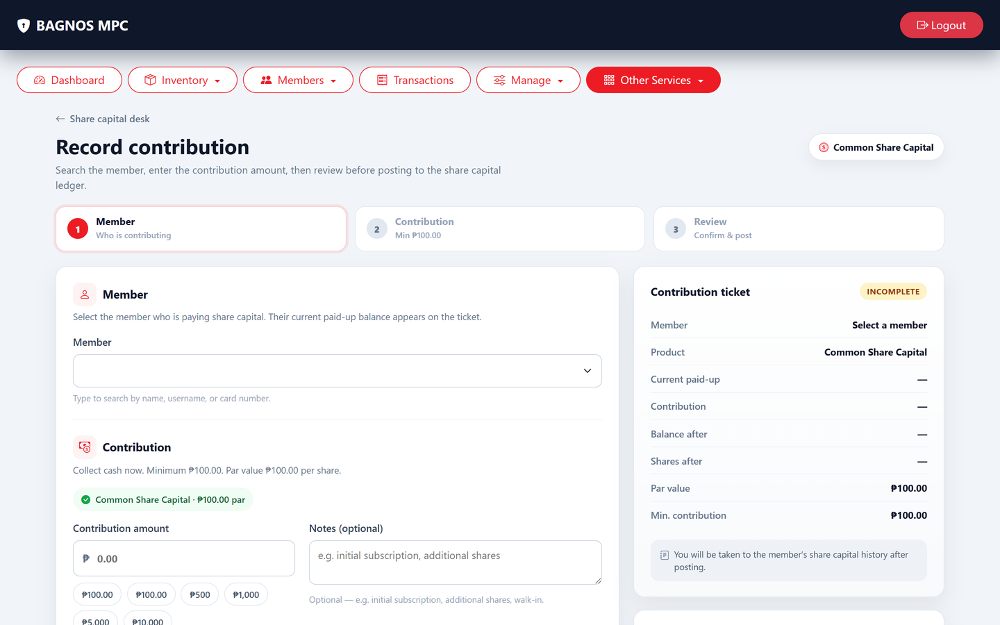 BAGNOS MPC
Logout
Dashboard
Inventory
Members
Transactions
Manage
Other Services
Share capital desk
Record contribution
Search the member, enter the contribution amount, then review before posting to the share capital
ledger.
Common Share Capital
1
Member
Who is contributing
2
Contribution
Min ₱100.00
3
Review
Confirm & post
Member
Select the member who is paying share capital. Their current paid-up balance appears on the ticket.
Member
Type to search by name, username, or card number.
Contribution
Collect cash now. Minimum ₱100.00. Par value ₱100.00 per share.
Common Share Capital · ₱100.00 par
Contribution amount
₱ 0.00
₱100.00
₱100.00
₱500
₱1,000
₱5,000
₱10,000
Notes (optional)
e.g. initial subscription, additional shares
Optional — e.g. initial subscription, additional shares, walk-in.
Contribution ticket
INCOMPLETE
Member Select a member
Product Common Share Capital
Current paid-up —
Contribution —
Balance after —
Shares after —
Par value ₱100.00
Min. contribution ₱100.00
You will be taken to the member's share capital history after
posting.